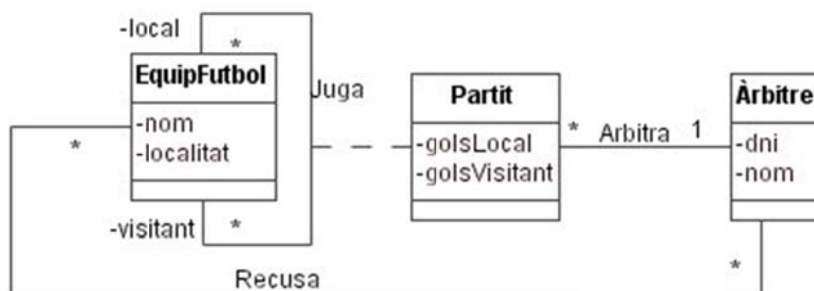 -local
*
EquipFutbol
-nom
-localitat
*
-visitant
*
Juga
Partit
-golsLocal
-golsVisitant
*
Arbitra
1
Àrbitre
-dni
-nom
*
Recusa